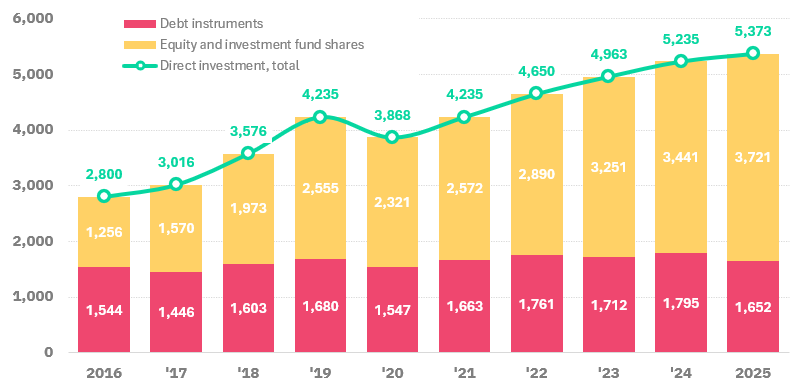 6,000
5,000
4,000
3,000
2,000
1,000
0
Debt instruments
Equity and investment fund shares
Direct investment, total
2,800 3,016 3,576 4,235 3,868 4,235 4,650 4,963 5,235 5,373
1,256 1,570 1,973 2,555 2,321 2,572 2,890 3,251 3,441 3,721
1,544 1,446 1,603 1,680 1,547 1,663 1,761 1,712 1,795 1,652
2016 '17 '18 '19 '20 '21 '22 '23 '24 2025